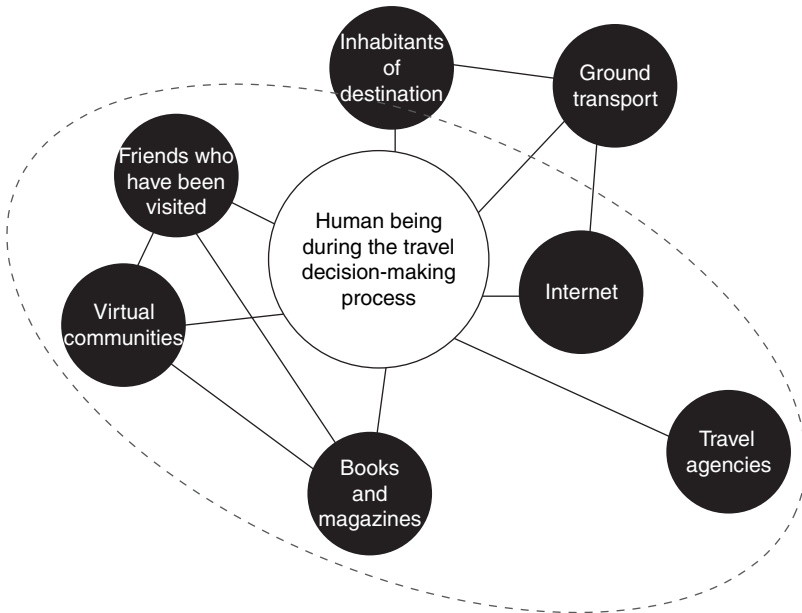 Inhabitants
of
destination
Ground
transport
Friends who
have been
visited
Human being
during the travel
decision-making
process
Internet
Virtual
communities
Travel
agencies
Books
and
magazines